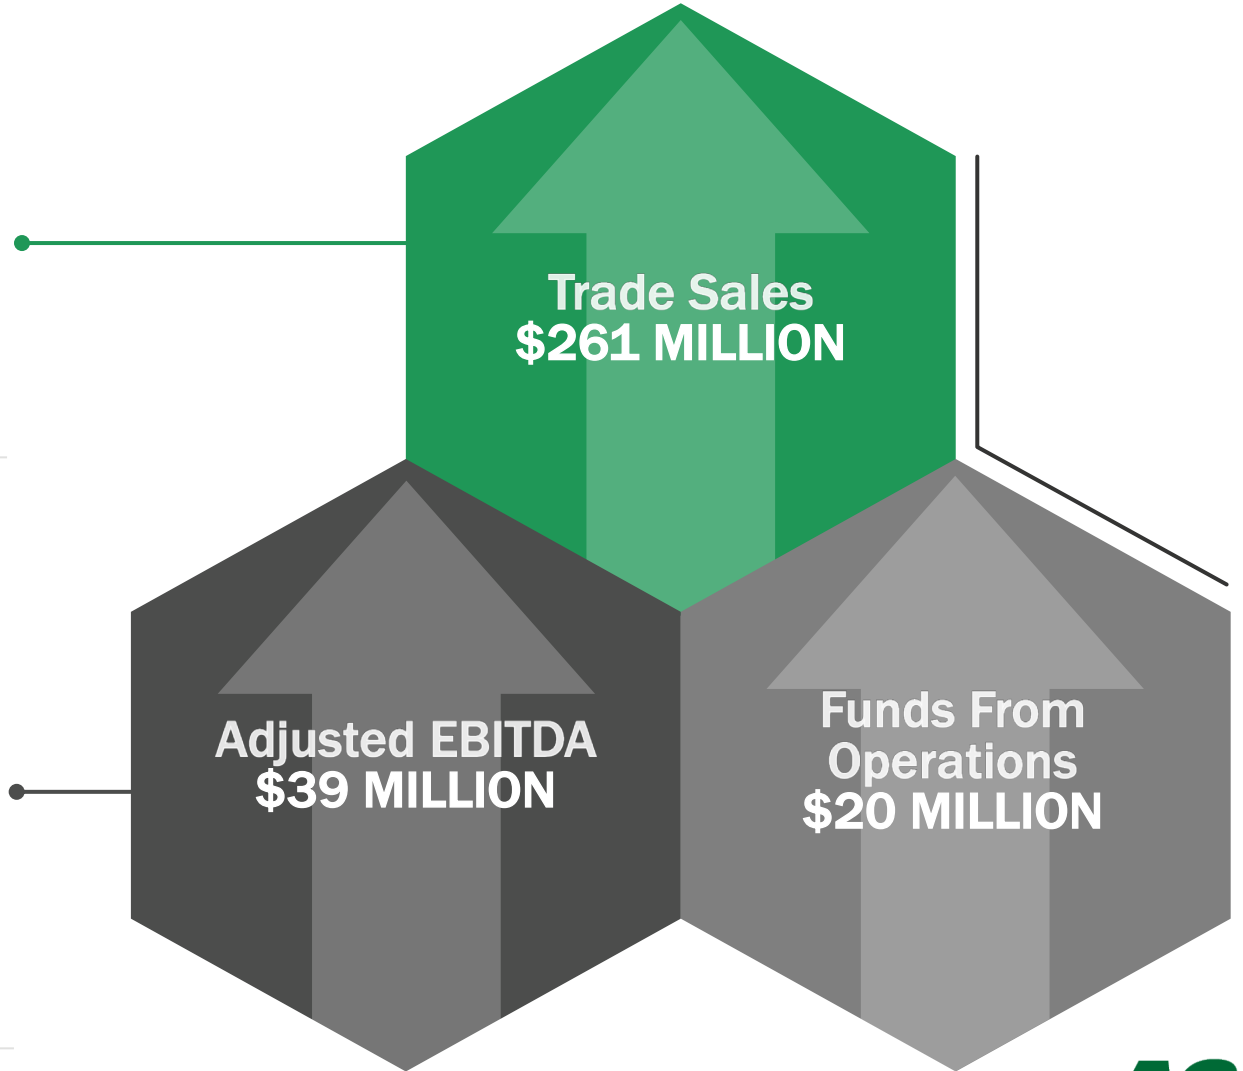 Trade Sales
$261 MILLION
Adjusted EBITDA
$39 MILLION
Funds From
Operations
$20 MILLION